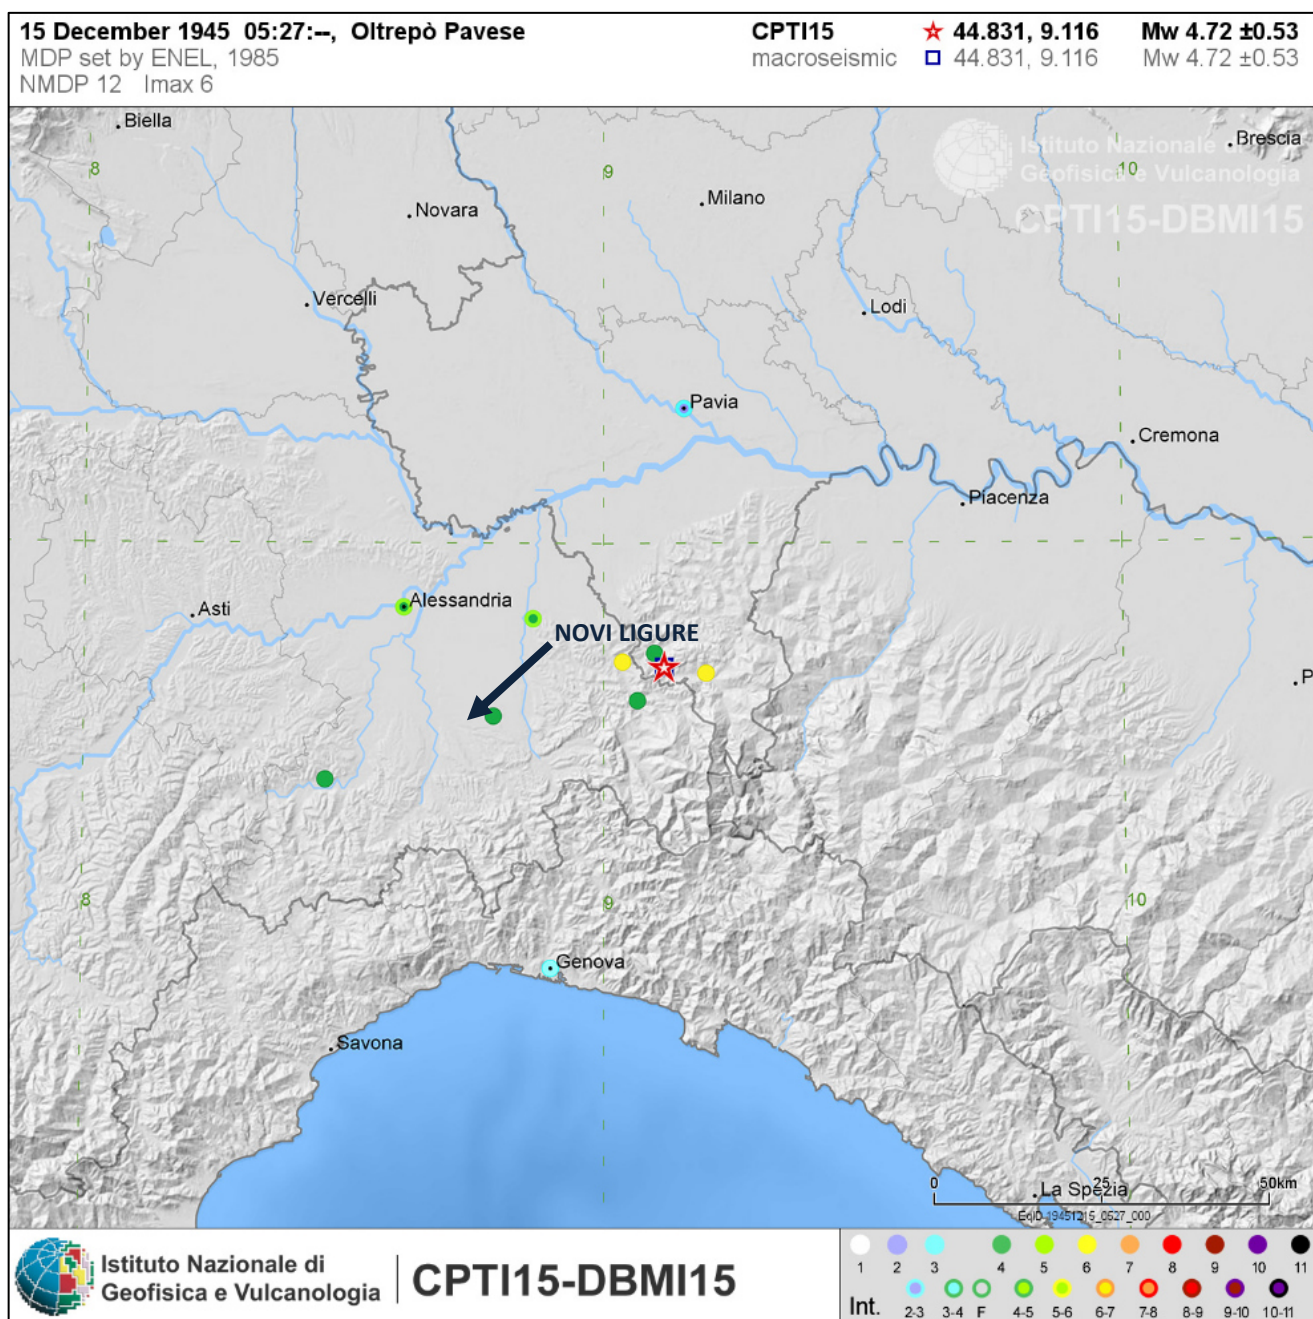 15 December 1945 05:27:--, Oltrepò Pavese
MDP set by ENEL, 1985
NMDP 12 Imax 6
CPTI15 44.831, 9.116 Mw 4.72 ±0.53
macroseismic 44.831, 9.116 Mw 4.72 ±0.53
Biella
Brescia
Istituto Nazionale di
Geofisica e Vulcanologia
CPTI15-DBMI15
8
9
10
Milano
Novara
Vercelli
Lodi
Pavia
Cremona
Piacenza
Alessandria
Asti
NOVI LIGURE
P
8
9
10
Genova
Savona
La Spezia
0 25 50km
EqID 19451215_0527_000
Istituto Nazionale di
Geofisica e Vulcanologia
CPTI15-DBMI15
1 2 3 4 5 6 7 8 9 10 11
Int. 2-3 3-4 F 4-5 5-6 6-7 7-8 8-9 9-10 10-11